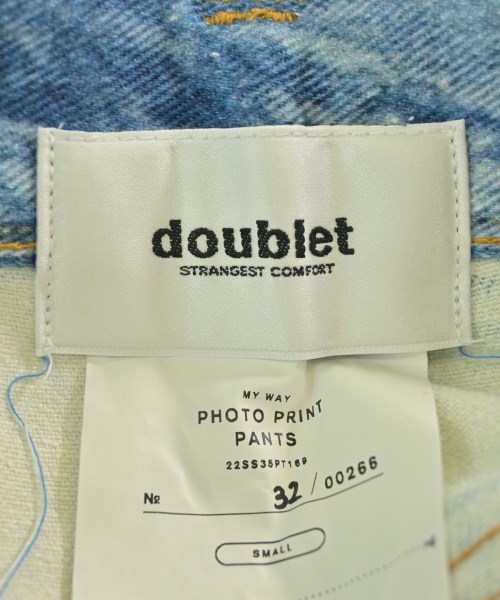 doublet
STRANGEST COMFORT
MY WAY
PHOTO PRINT
PANTS
22SS35PT169
№ 32 / 00266
SMALL